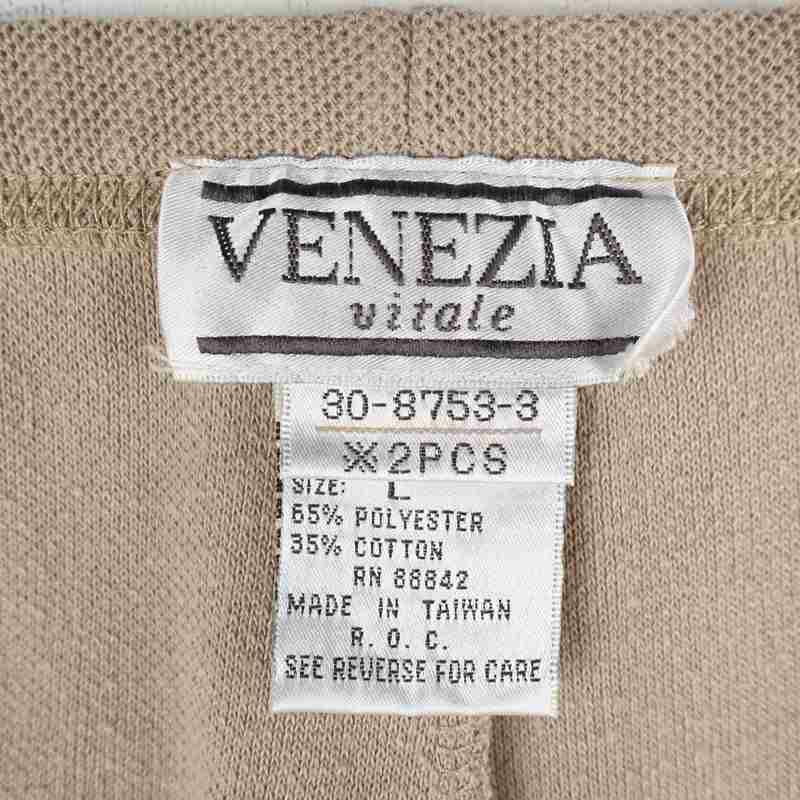 VENEZIA
vitale
30-8753-3
※2PCS
SIZE: L
65% POLYESTER
35% COTTON
RN 88842
MADE IN TAIWAN
R. O. C.
SEE REVERSE FOR CARE